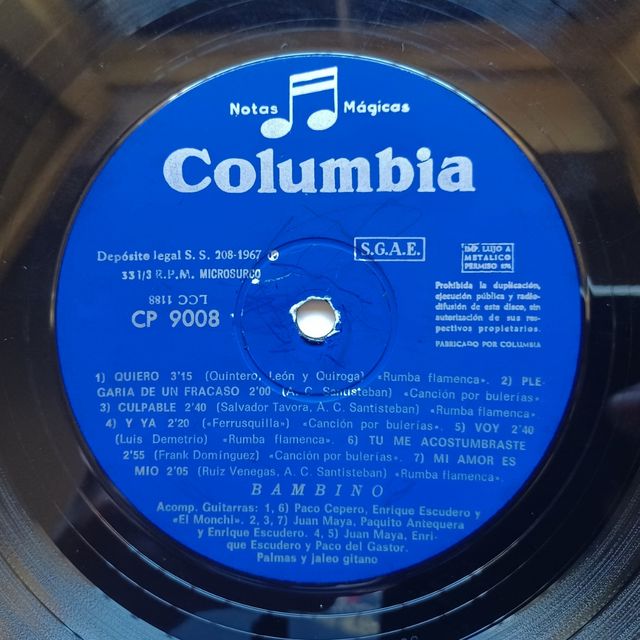 Notas Mágicas
Columbia
Depósito legal S. S. 208-1967
33 1/3 R.P.M. MICROSURCO
LCC 1188
CP 9008
S.G.A.E.
IMP. LUJO A
METALICO
PERMISO 676
Prohibida la duplicación,
ejecución pública y radio-
difusión de este disco, sin
autorización de sus res-
pectivos propietarios.
FABRICADO POR COLUMBIA
1) QUIERO 3'15 (Quintero, León y Quiroga) «Rumba flamenca». 2) PLE-
GARIA DE UN FRACASO 2'00 (A. C. Santisteban) «Canción por bulerías»
3) CULPABLE 2'40 (Salvador Tavora, A. C. Santisteban) «Rumba flamenca»
4) Y YA 2'20 («Ferrusquilla») «Canción por bulerías». 5) VOY 2'40
(Luis Demetrio) «Rumba flamenca». 6) TU ME ACOSTUMBRASTE
2'55 (Frank Domínguez) «Canción por bulerías» 7) MI AMOR ES
MIO 2'05 (Ruiz Venegas, A. C. Santisteban) «Rumba flamenca».
BAMBINO
Acomp. Guitarras: 1, 6) Paco Cepero, Enrique Escudero y
«El Monchi». 2, 3, 7) Juan Maya, Paquito Antequera
y Enrique Escudero. 4, 5) Juan Maya, Enri-
que Escudero y Paco del Gastor.
Palmas y jaleo gitano